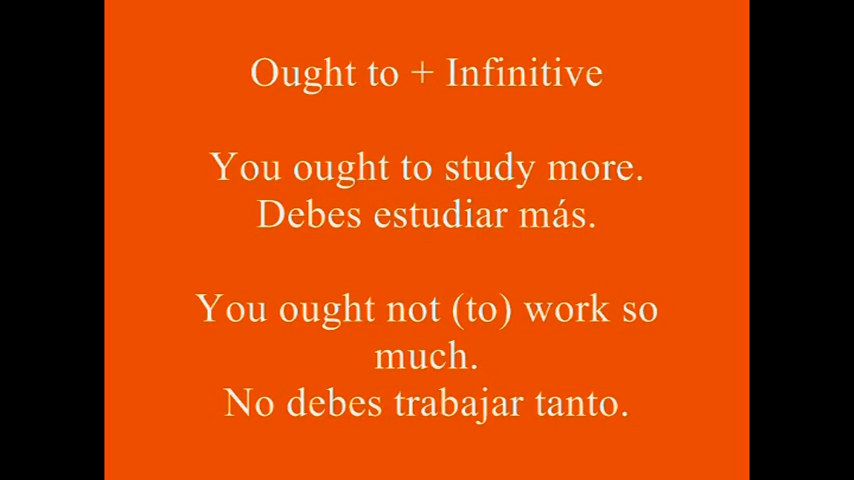 Ought to + Infinitive
You ought to study more.
Debes estudiar más.
You ought not (to) work so
much.
No debes trabajar tanto.